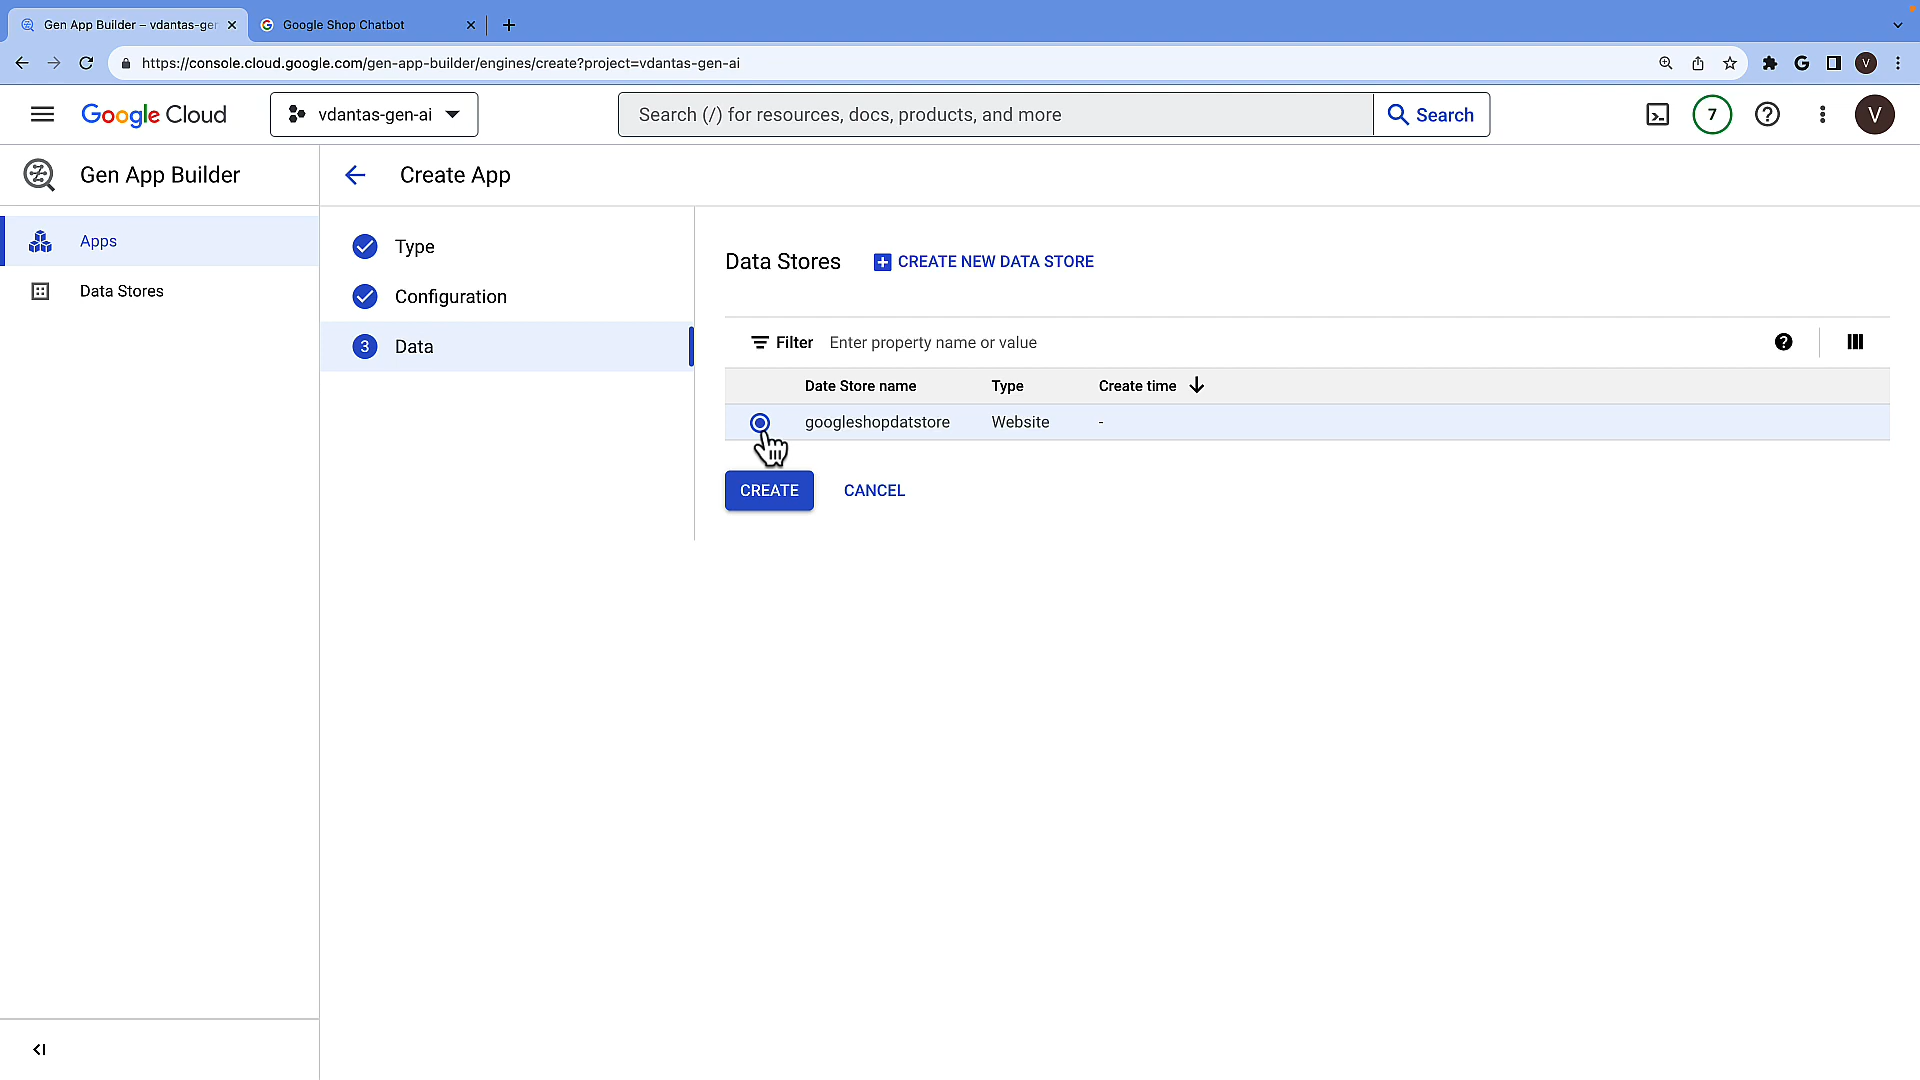 Gen App Builder – vdantas-ger
Google Shop Chatbot
https://console.cloud.google.com/gen-app-builder/engines/create?project=vdantas-gen-ai
V
Google Cloud
vdantas-gen-ai
Search (/) for resources, docs, products, and more
Search
7
V
Gen App Builder
Create App
Apps
Data Stores
Type
Configuration
3 Data
Data Stores
CREATE NEW DATA STORE
Filter Enter property name or value
Date Store name Type Create time
googleshopdatstore Website -
CREATE CANCEL